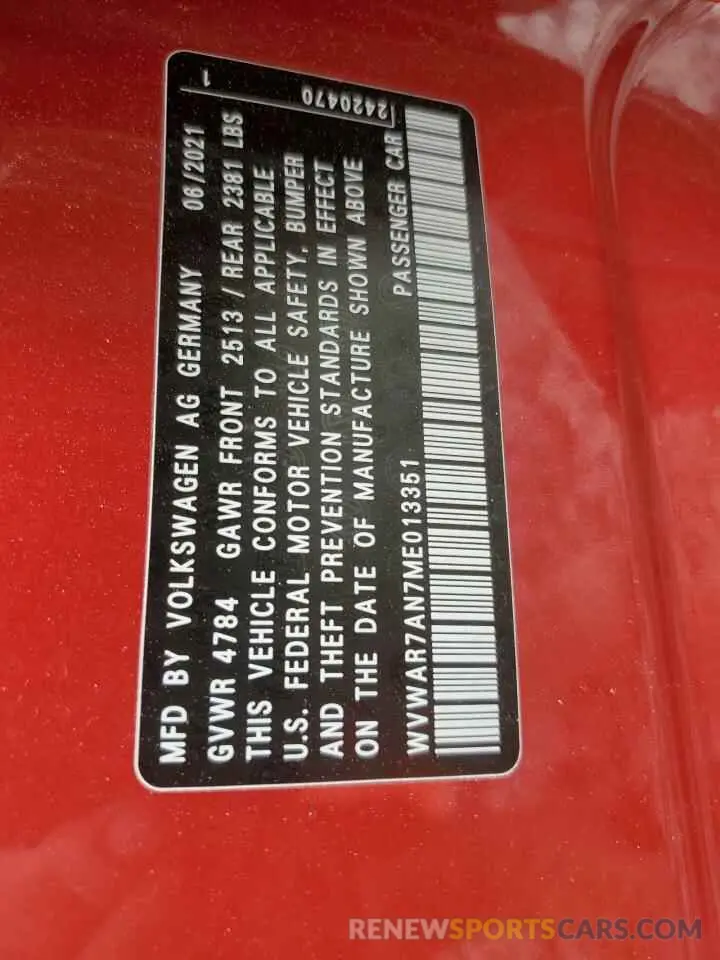 1 2420470
MFD BY VOLKSWAGEN AG GERMANY 06/2021
GVWR 4784 GAWR FRONT 2513 / REAR 2381 LBS
THIS VEHICLE CONFORMS TO ALL APPLICABLE
U.S. FEDERAL MOTOR VEHICLE SAFETY, BUMPER
AND THEFT PREVENTION STANDARDS IN EFFECT
ON THE DATE OF MANUFACTURE SHOWN ABOVE
WVWAR7AN7ME013351 PASSENGER CAR
RENEWSPORTSCARS.COM